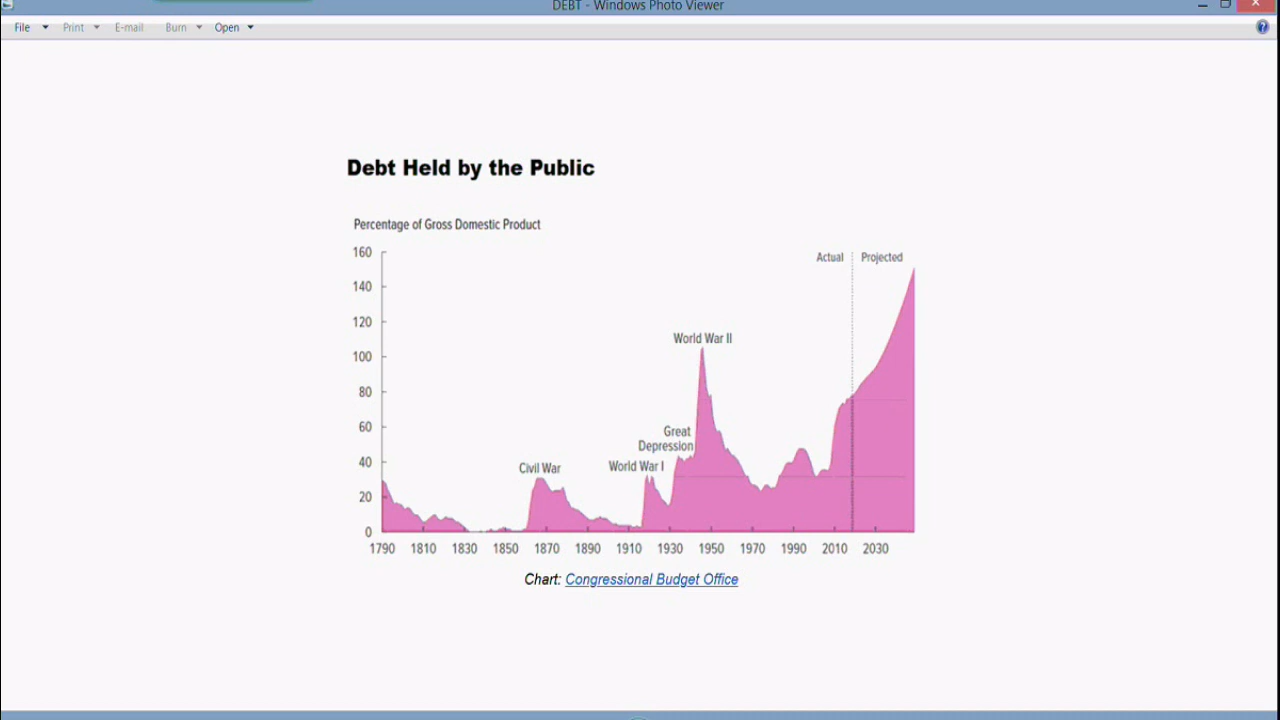 DEBT - Windows Photo Viewer
File Print E-mail Burn Open
Debt Held by the Public
Percentage of Gross Domestic Product
160
Actual Projected
140
120
World War II
100
80
60
Great
Depression
40
Civil War
World War I
20
0
1790 1810 1830 1850 1870 1890 1910 1930 1950 1970 1990 2010 2030
Chart: Congressional Budget Office